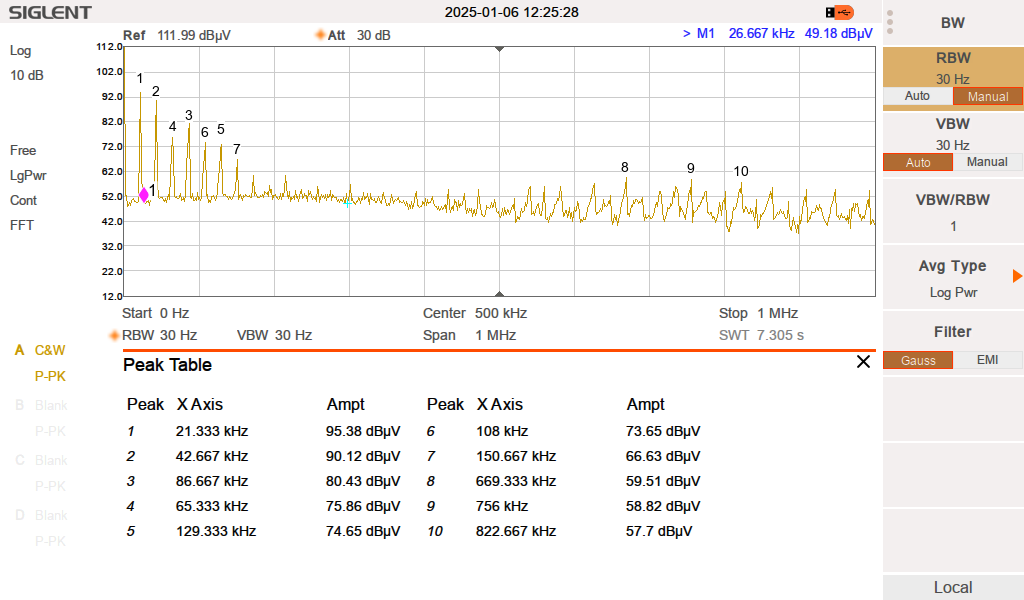 SIGLENT 2025-01-06 12:25:28
Ref 111.99 dBµV Att 30 dB > M1 26.667 kHz 49.18 dBµV
Log
10 dB
Free
LgPwr
Cont
FFT
112.0
102.0
92.0
82.0
72.0
62.0
52.0
42.0
32.0
22.0
12.0
1 2 4 3 6 5 7 8 9 10
1
Start 0 Hz Center 500 kHz Stop 1 MHz
RBW 30 Hz VBW 30 Hz Span 1 MHz SWT 7.305 s
A C&W
P-PK
B Blank
P-PK
C Blank
P-PK
D Blank
P-PK
Peak Table
Peak X Axis Ampt Peak X Axis Ampt
1 21.333 kHz 95.38 dBµV 6 108 kHz 73.65 dBµV
2 42.667 kHz 90.12 dBµV 7 150.667 kHz 66.63 dBµV
3 86.667 kHz 80.43 dBµV 8 669.333 kHz 59.51 dBµV
4 65.333 kHz 75.86 dBµV 9 756 kHz 58.82 dBµV
5 129.333 kHz 74.65 dBµV 10 822.667 kHz 57.7 dBµV
BW
RBW
30 Hz
Auto Manual
VBW
30 Hz
Auto Manual
VBW/RBW
1
Avg Type
Log Pwr
Filter
Gauss EMI
Local